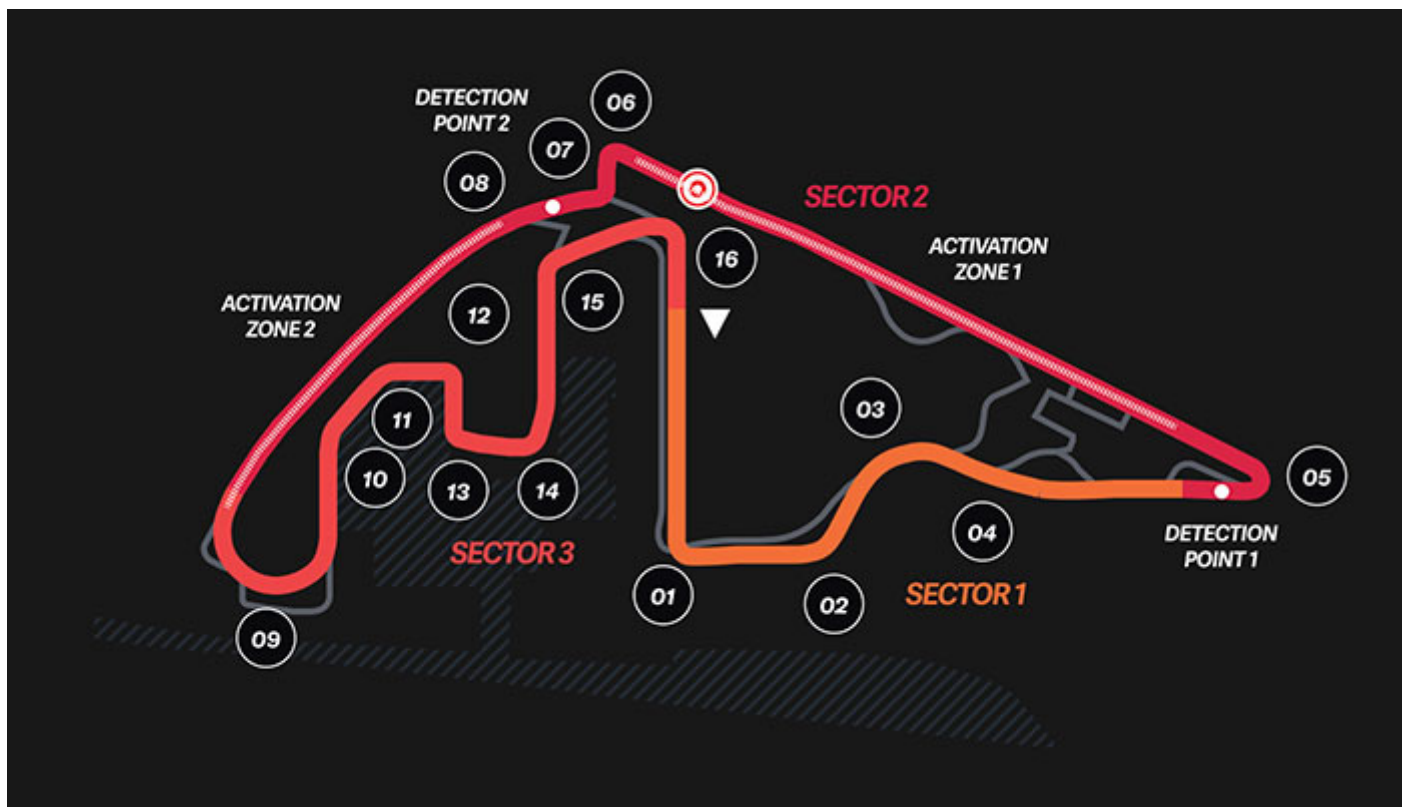 06
DETECTION
POINT 2
07
08
SECTOR 2
ACTIVATION
ZONE 1
16
ACTIVATION
ZONE 2
12
15
03
11
10
13
14
05
04
DETECTION
POINT 1
SECTOR 3
01
02
SECTOR 1
09